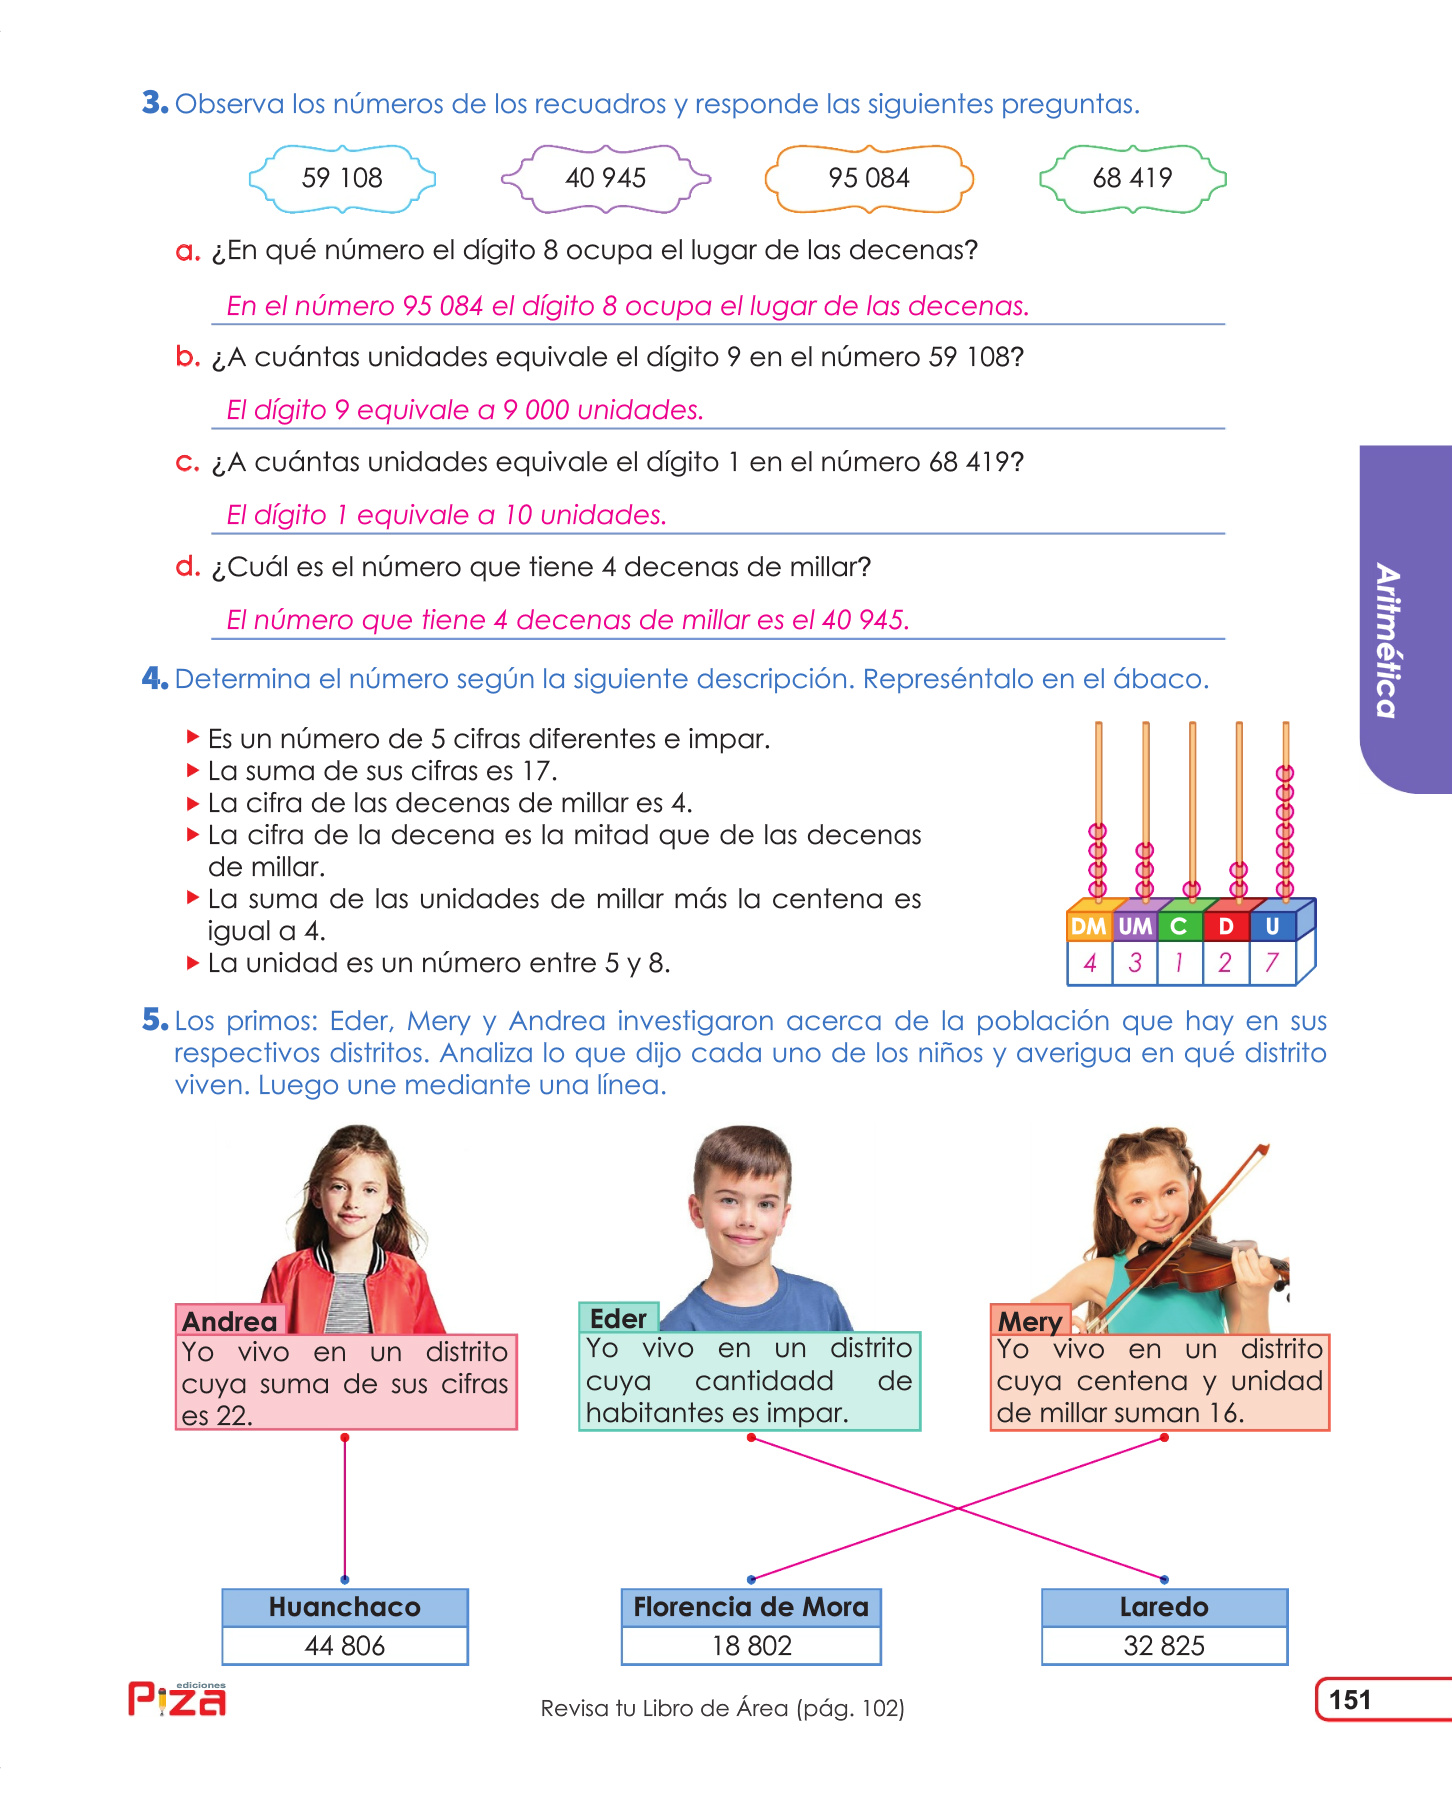 3. Observa los números de los recuadros y responde las siguientes preguntas.
59 108
40 945
95 084
68 419
a. ¿En qué número el dígito 8 ocupa el lugar de las decenas?
En el número 95 084 el dígito 8 ocupa el lugar de las decenas.
b. ¿A cuántas unidades equivale el dígito 9 en el número 59 108?
El dígito 9 equivale a 9 000 unidades.
c. ¿A cuántas unidades equivale el dígito 1 en el número 68 419?
El dígito 1 equivale a 10 unidades.
d. ¿Cuál es el número que tiene 4 decenas de millar?
El número que tiene 4 decenas de millar es el 40 945.
Aritmética
4. Determina el número según la siguiente descripción. Represéntalo en el ábaco.
Es un número de 5 cifras diferentes e impar.
La suma de sus cifras es 17.
La cifra de las decenas de millar es 4.
La cifra de la decena es la mitad que de las decenas
de millar.
La suma de las unidades de millar más la centena es
igual a 4.
La unidad es un número entre 5 y 8.
DM UM C D U
4 3 1 2 7
5. Los primos: Eder, Mery y Andrea investigaron acerca de la población que hay en sus
respectivos distritos. Analiza lo que dijo cada uno de los niños y averigua en qué distrito
viven. Luego une mediante una línea.
Andrea
Yo vivo en un distrito
cuya suma de sus cifras
es 22.
Eder
Yo vivo en un distrito
cuya cantidadd de
habitantes es impar.
Mery
Yo vivo en un distrito
cuya centena y unidad
de millar suman 16.
Huanchaco
44 806
Florencia de Mora
18 802
Laredo
32 825
ediciones
Piza
Revisa tu Libro de Área (pág. 102)
151